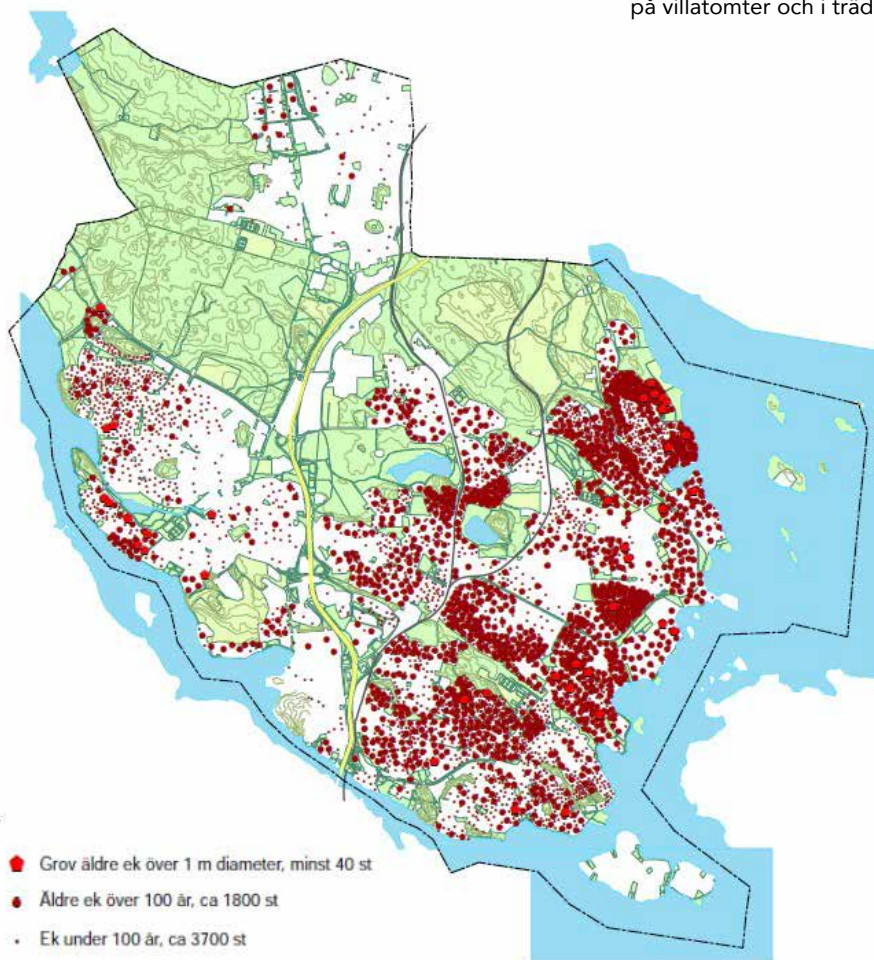 på villatomter och i träd
Grov äldre ek över 1 m diameter, minst 40 st
Äldre ek över 100 år, ca 1800 st
Ek under 100 år, ca 3700 st